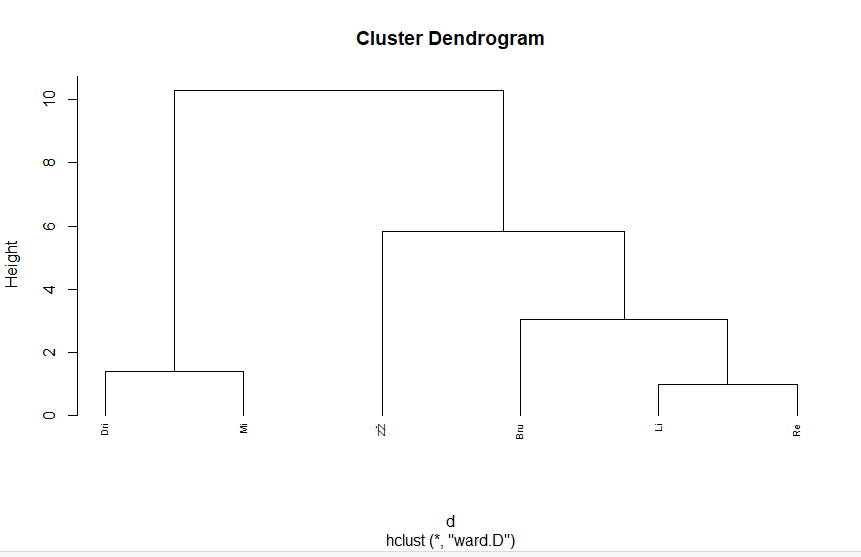 Cluster Dendrogram
Height
10
8
6
4
2
0
Dri
Mi
Bru
Li
Re
d
hclust (*, "ward.D")